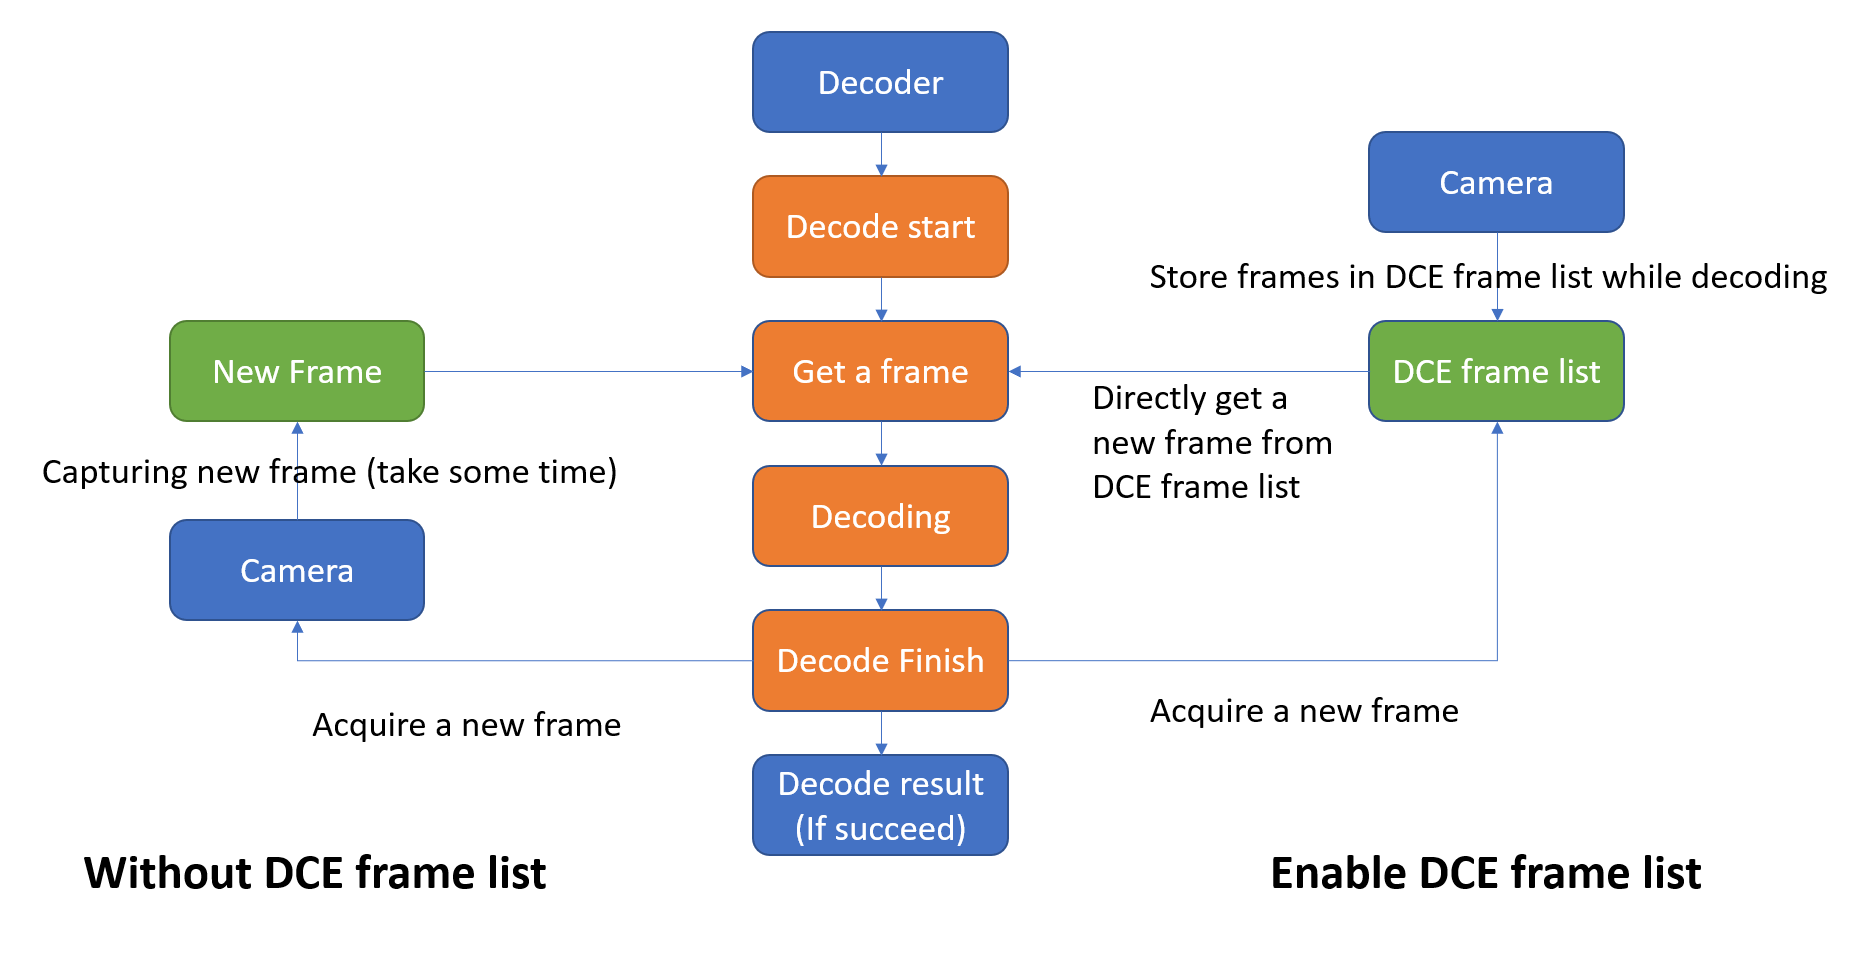 Decoder
Camera
Decode start
Store frames in DCE frame list while decoding
New Frame
Get a frame
DCE frame list
Directly get a
new frame from
DCE frame list
Capturing new frame (take some time)
Decoding
Camera
Decode Finish
Acquire a new frame
Acquire a new frame
Decode result
(If succeed)
Without DCE frame list
Enable DCE frame list